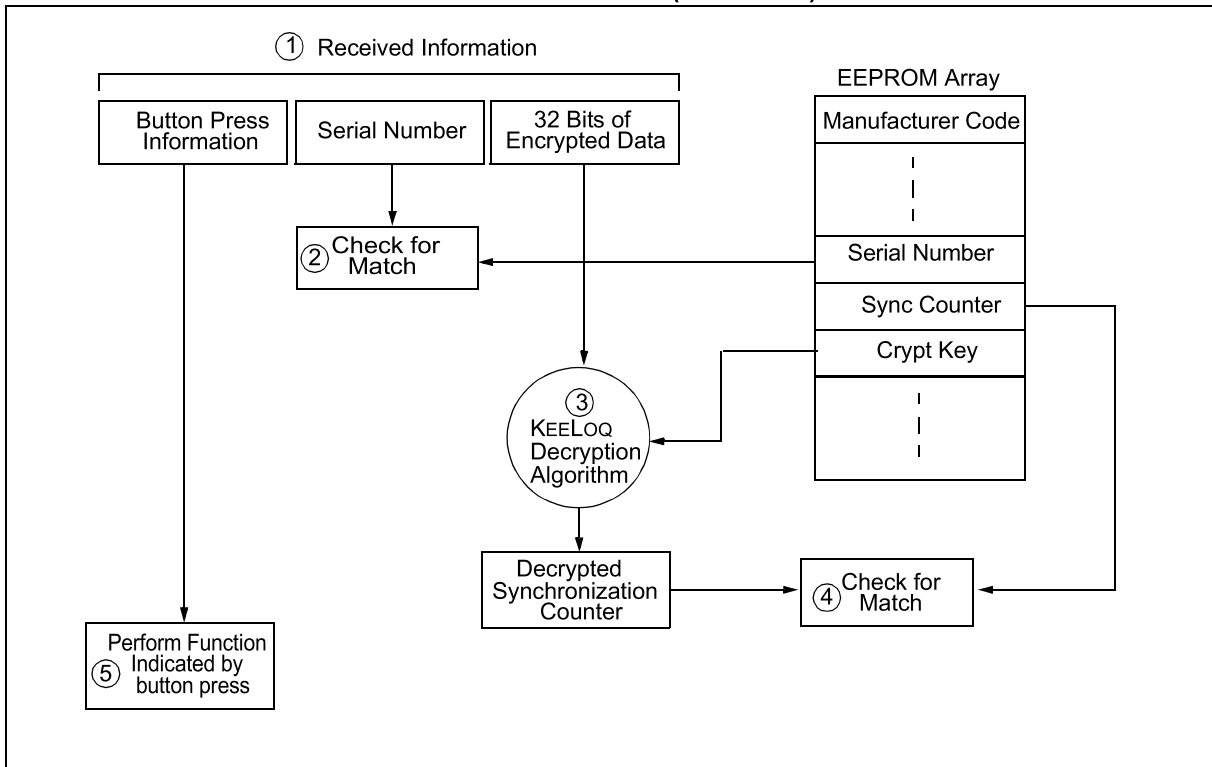 ① Received Information
EEPROM Array
Button Press
Information
Serial Number
32 Bits of
Encrypted Data
Manufacturer Code
Serial Number
Sync Counter
Crypt Key
② Check for
Match
③
KEELOQ
Decryption
Algorithm
Decrypted
Synchronization
Counter
④ Check for
Match
Perform Function
⑤ Indicated by
button press